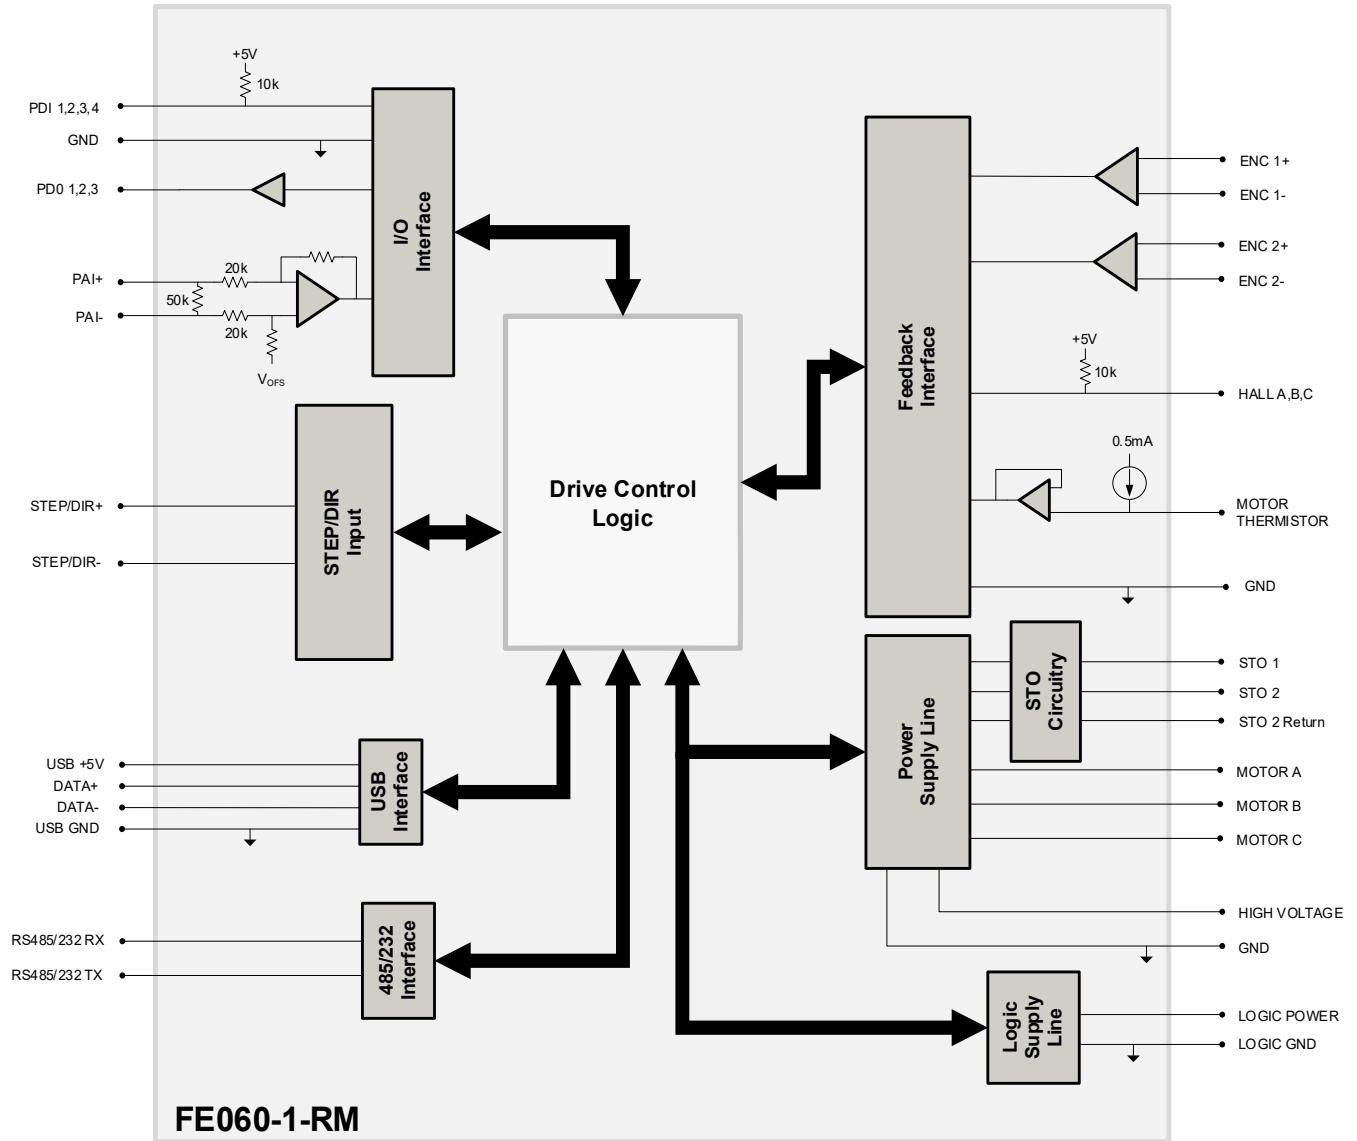 +5V
10k
PDI 1,2,3,4
GND
PD0 1,2,3
PAI+
20k
50k
PAI-
20k
VOFS
I/O
Interface
STEP/DIR+
STEP/DIR-
STEP/DIR
Input
USB +5V
DATA+
DATA-
USB GND
USB
Interface
RS485/232 RX
RS485/232 TX
485/232
Interface
Drive Control
Logic
Feedback
Interface
ENC 1+
ENC 1-
ENC 2+
ENC 2-
+5V
10k
HALL A,B,C
0.5mA
MOTOR
THERMISTOR
GND
Power
Supply Line
STO
Circuitry
STO 1
STO 2
STO 2 Return
MOTOR A
MOTOR B
MOTOR C
HIGH VOLTAGE
GND
Logic
Supply
Line
LOGIC POWER
LOGIC GND
FE060-1-RM